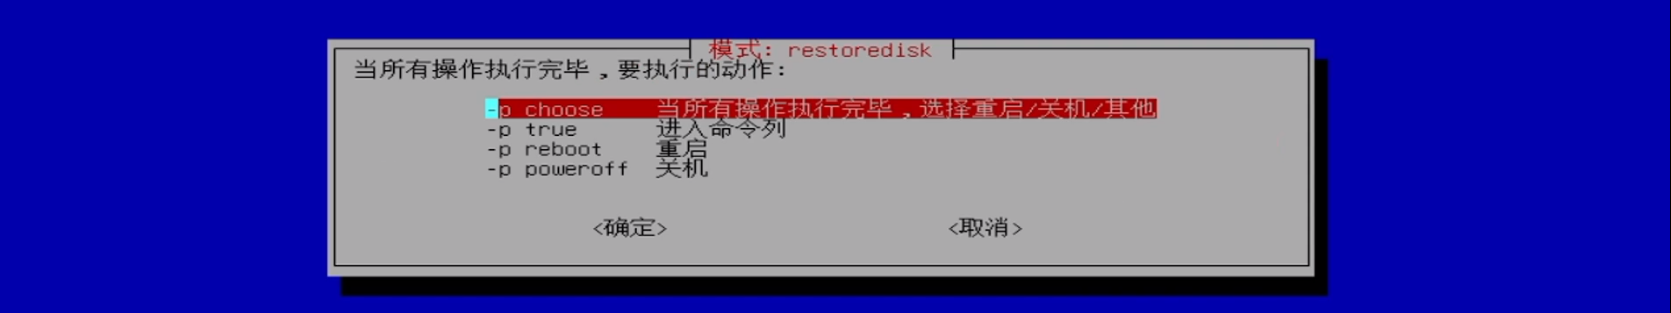 模式: restoredisk
当所有操作执行完毕，要执行的动作:
-p choose 当所有操作执行完毕，选择重启/关机/其他
-p true 进入命令列
-p reboot 重启
-p poweroff 关机
<确定> <取消>